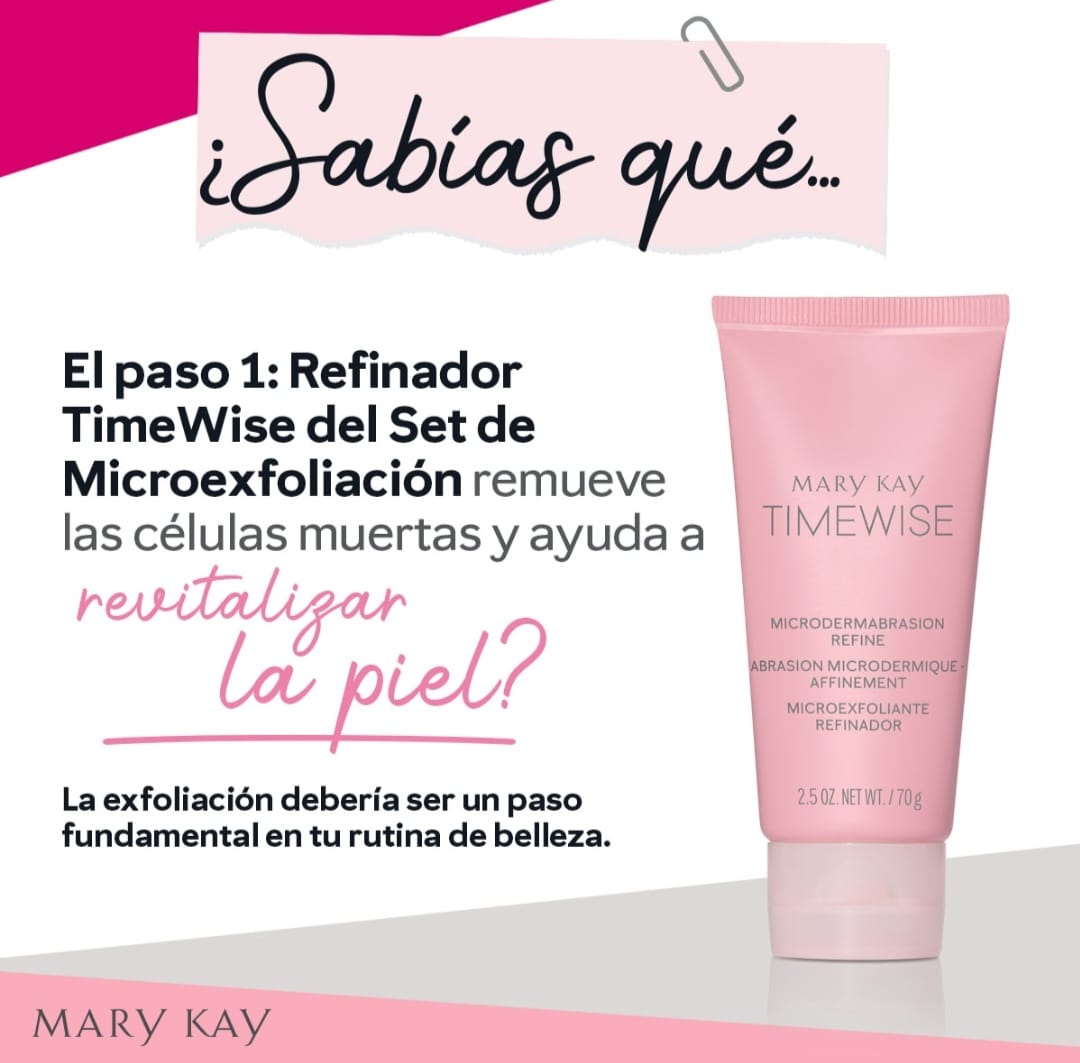 ¿Sabías qué...
El paso 1: Refinador
TimeWise del Set de
Microexfoliación remueve
las células muertas y ayuda a
revitalizar
la piel?
La exfoliación debería ser un paso
fundamental en tu rutina de belleza.
MARY KAY
TIMEWISE
MICRODERMABRASION
REFINE
ABRASION MICRODERMIQUE -
AFFINEMENT
MICROEXFOLIANTE
REFINADOR
2.5 OZ. NET WT. / 70 g
MARY KAY